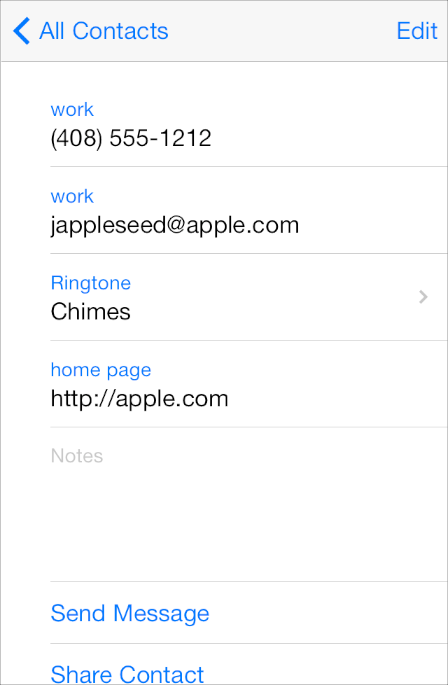 All Contacts
Edit
work
(408) 555-1212
work
jappleseed@apple.com
Ringtone
Chimes
home page
http://apple.com
Notes
Send Message
Share Contact